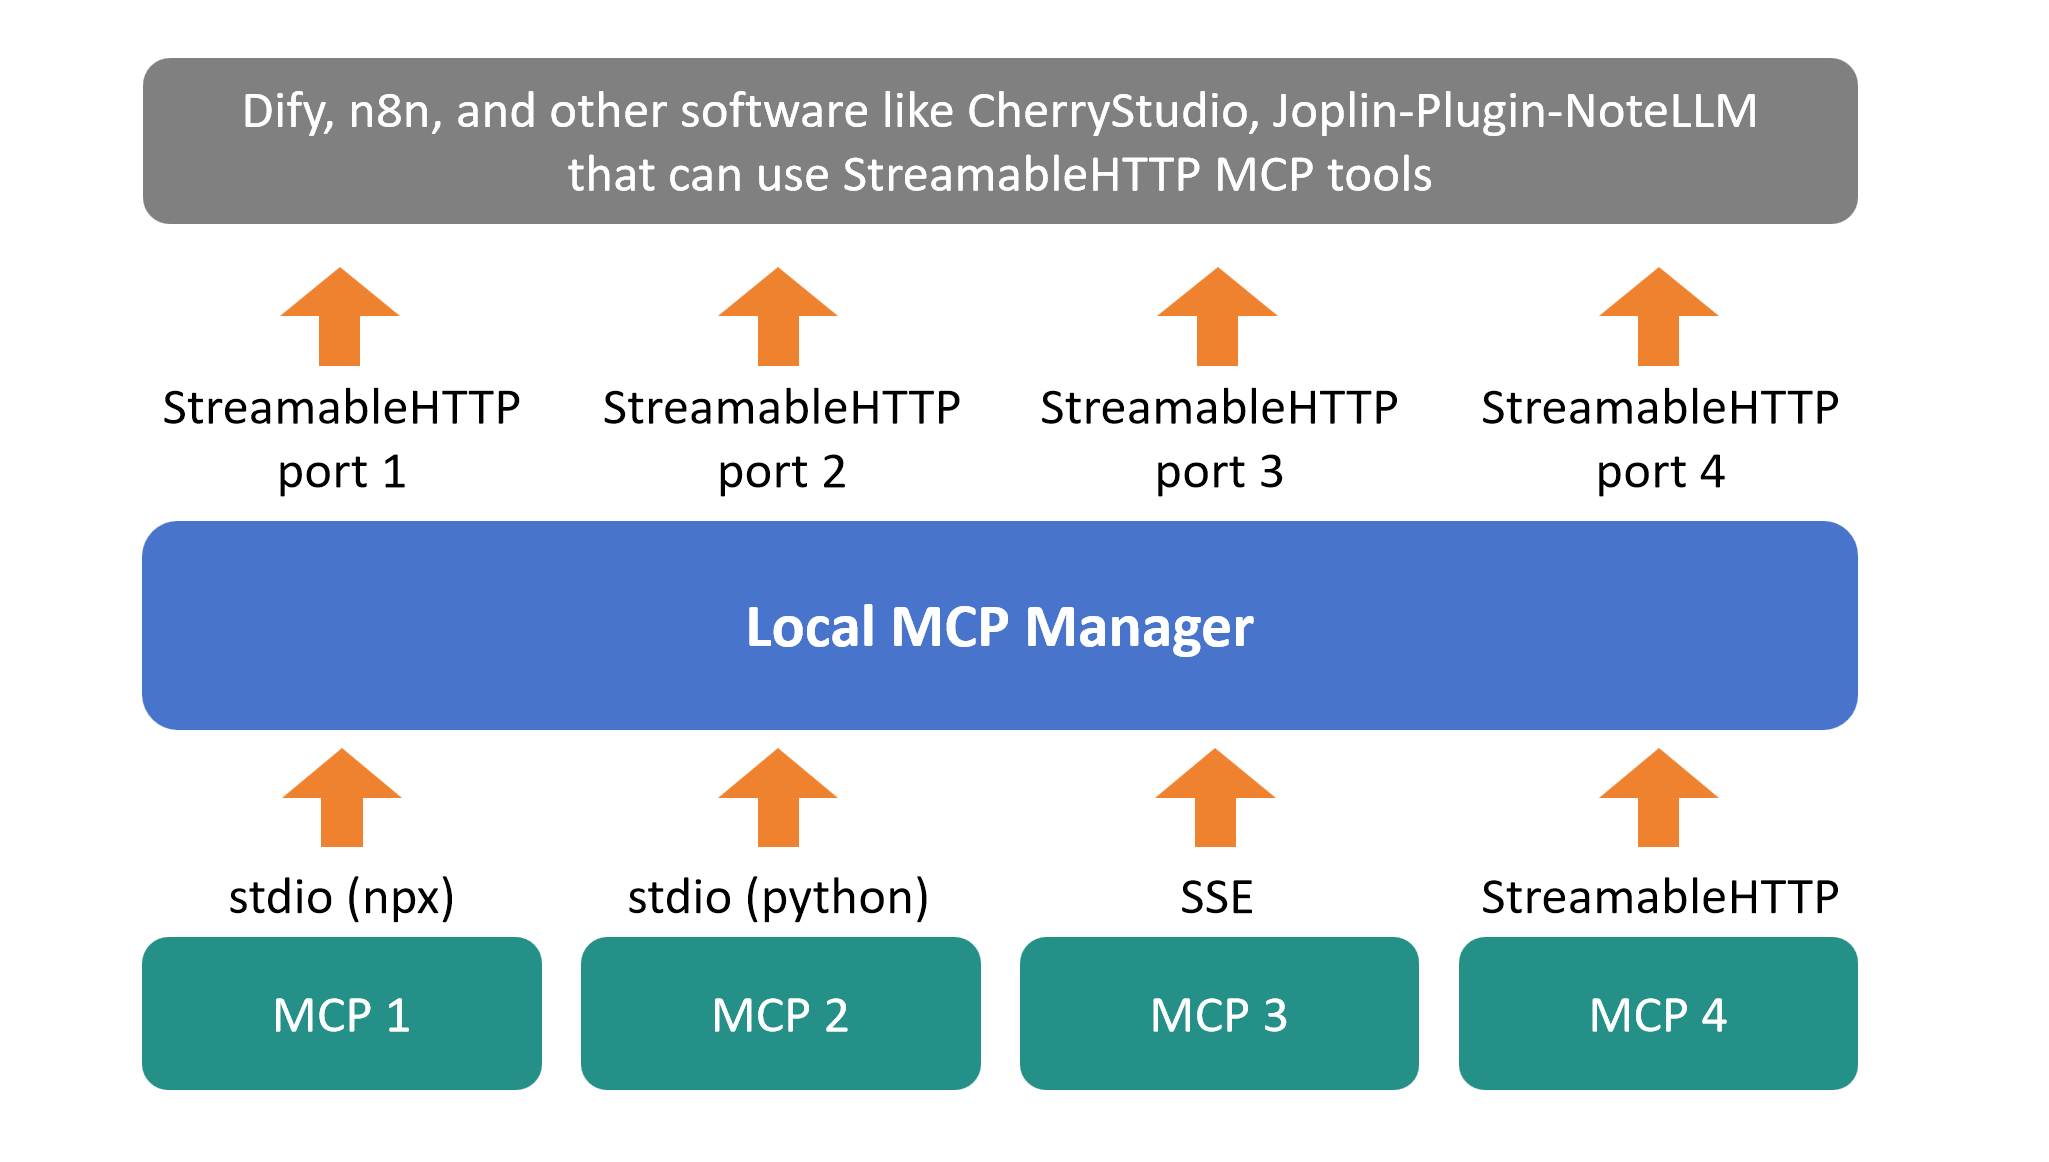 Dify, n8n, and other software like CherryStudio, Joplin-Plugin-NoteLLM
that can use StreamableHTTP MCP tools
StreamableHTTP
port 1
StreamableHTTP
port 2
StreamableHTTP
port 3
StreamableHTTP
port 4
Local MCP Manager
stdio (npx)
stdio (python)
SSE
StreamableHTTP
MCP 1
MCP 2
MCP 3
MCP 4